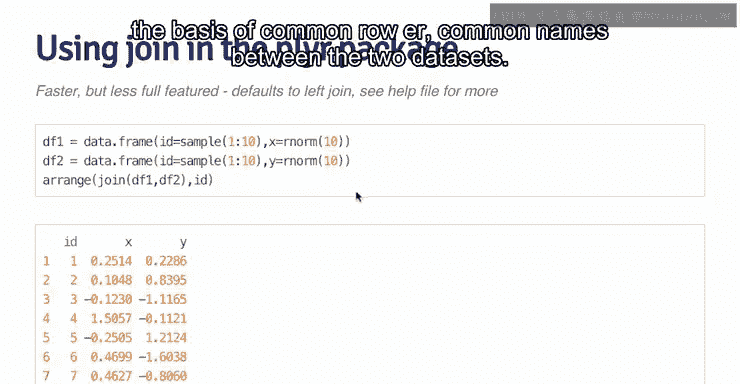 the basis of common row er, common names
between the two datasets.
Using join in the plyr package
Faster, but less full featured - defaults to left join, see help file for more
df1 = data.frame(id=sample(1:10),x=rnorm(10))
df2 = data.frame(id=sample(1:10),y=rnorm(10))
arrange(join(df1,df2),id)
id x y
1 1 0.2514 0.2286
2 2 0.1048 0.8395
3 3 -0.1230 -1.1165
4 4 1.5057 -0.1121
5 5 -0.2505 1.2124
6 6 0.4699 -1.6038
7 7 0.4627 -0.8060